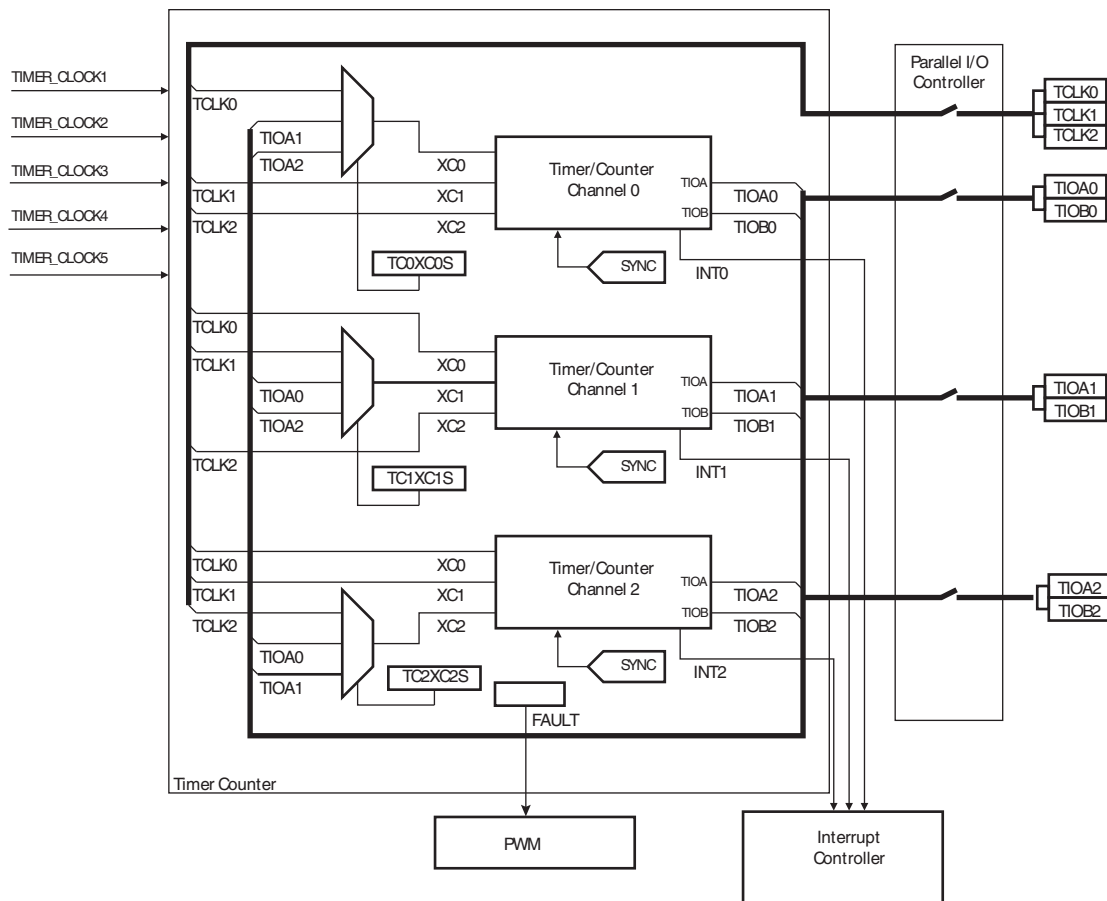 TIMER_CLOCK1
TIMER_CLOCK2
TIMER_CLOCK3
TIMER_CLOCK4
TIMER_CLOCK5
TCLK0
TIOA1
TIOA2
TCLK1
TCLK2
XC0
XC1
XC2
TC0XC0S
Timer/Counter
Channel 0
TIOA
TIOB
TIOA0
TIOB0
SYNC
INT0
TCLK0
TCLK1
TIOA0
TIOA2
TCLK2
XC0
XC1
XC2
TC1XC1S
Timer/Counter
Channel 1
TIOA
TIOB
TIOA1
TIOB1
SYNC
INT1
TCLK0
TCLK1
TCLK2
TIOA0
TIOA1
XC0
XC1
XC2
TC2XC2S
Timer/Counter
Channel 2
TIOA
TIOB
TIOA2
TIOB2
SYNC
INT2
FAULT
Timer Counter
PWM
Parallel I/O
Controller
TCLK0
TCLK1
TCLK2
TIOA0
TIOB0
TIOA1
TIOB1
TIOA2
TIOB2
Interrupt
Controller